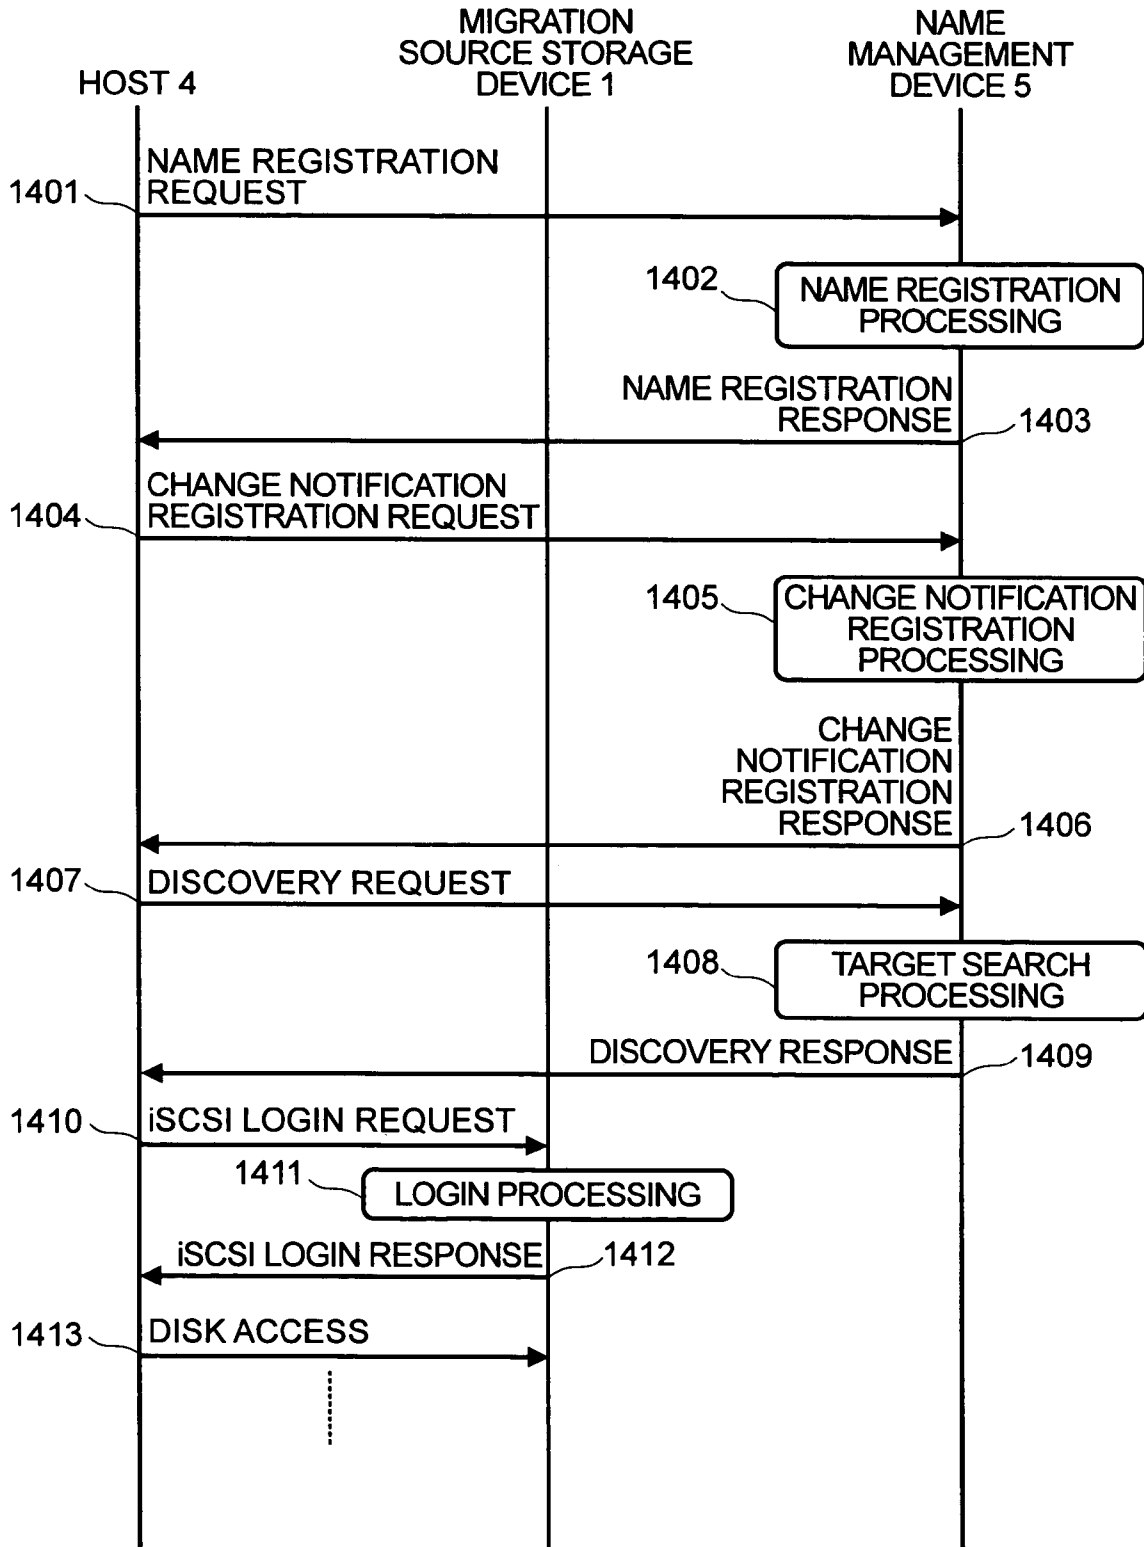 HOST 4
MIGRATION
SOURCE STORAGE
DEVICE 1
NAME
MANAGEMENT
DEVICE 5
1401
NAME REGISTRATION
REQUEST
1402
NAME REGISTRATION
PROCESSING
NAME REGISTRATION
RESPONSE
1403
1404
CHANGE NOTIFICATION
REGISTRATION REQUEST
1405
CHANGE NOTIFICATION
REGISTRATION
PROCESSING
CHANGE
NOTIFICATION
REGISTRATION
RESPONSE
1406
1407
DISCOVERY REQUEST
1408
TARGET SEARCH
PROCESSING
DISCOVERY RESPONSE
1409
1410
iSCSI LOGIN REQUEST
1411
LOGIN PROCESSING
iSCSI LOGIN RESPONSE
1412
1413
DISK ACCESS